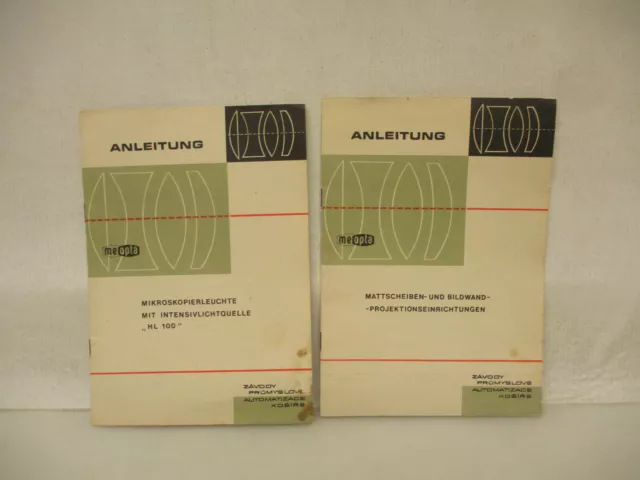 ANLEITUNG
meopta
MIKROSKOPIERLEUCHTE
MIT INTENSIVLICHTQUELLE
„HL 100"
ZÁVODY
PRŮMYSLOVÉ
AUTOMATIZACE
KOŠÍŘE
ANLEITUNG
meopta
MATTSCHEIBEN- UND BILDWAND-
-PROJEKTIONSEINRICHTUNGEN
ZÁVODY
PRŮMYSLOVÉ
AUTOMATIZACE
KOŠÍŘE